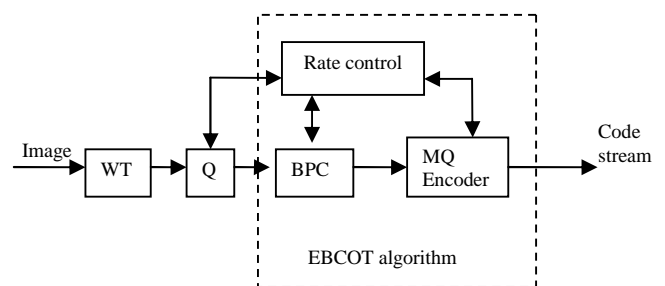 Rate control
Image
WT
Q
BPC
MQ
Encoder
Code
stream
EBCOT algorithm